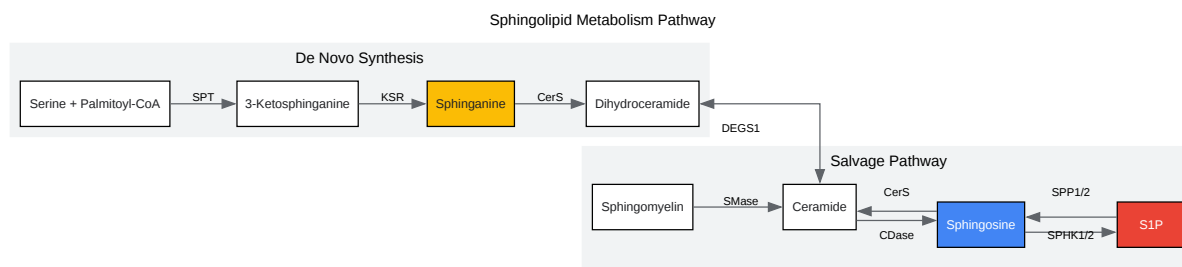 Sphingolipid Metabolism Pathway
De Novo Synthesis
Serine + Palmitoyl-CoA
SPT
3-Ketosphinganine
KSR
Sphinganine
CerS
Dihydroceramide
DEGS1
Salvage Pathway
Sphingomyelin
SMase
Ceramide
CerS
CDase
Sphingosine
SPP1/2
SPHK1/2
S1P